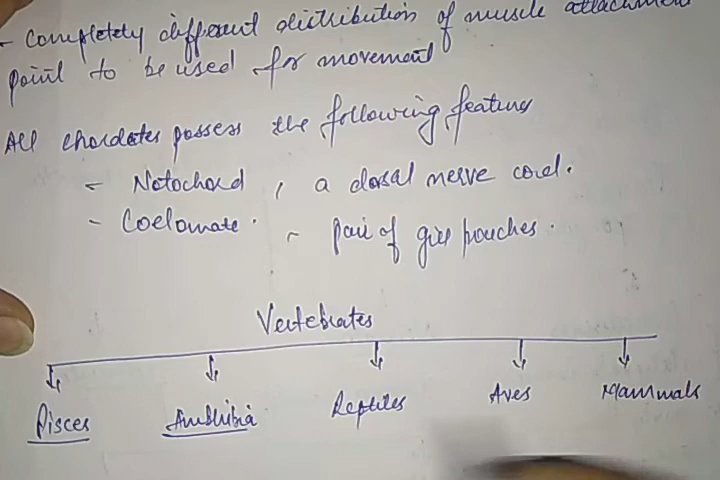 - Completely different distribution of muscle attachment
point to be used for movement
All chordates possess the following features
- Notochord , a dorsal nerve cord.
- Coelomate . - pair of gill pouches .
Vertebrates
Pisces Amphibia Reptiles Aves Mammals